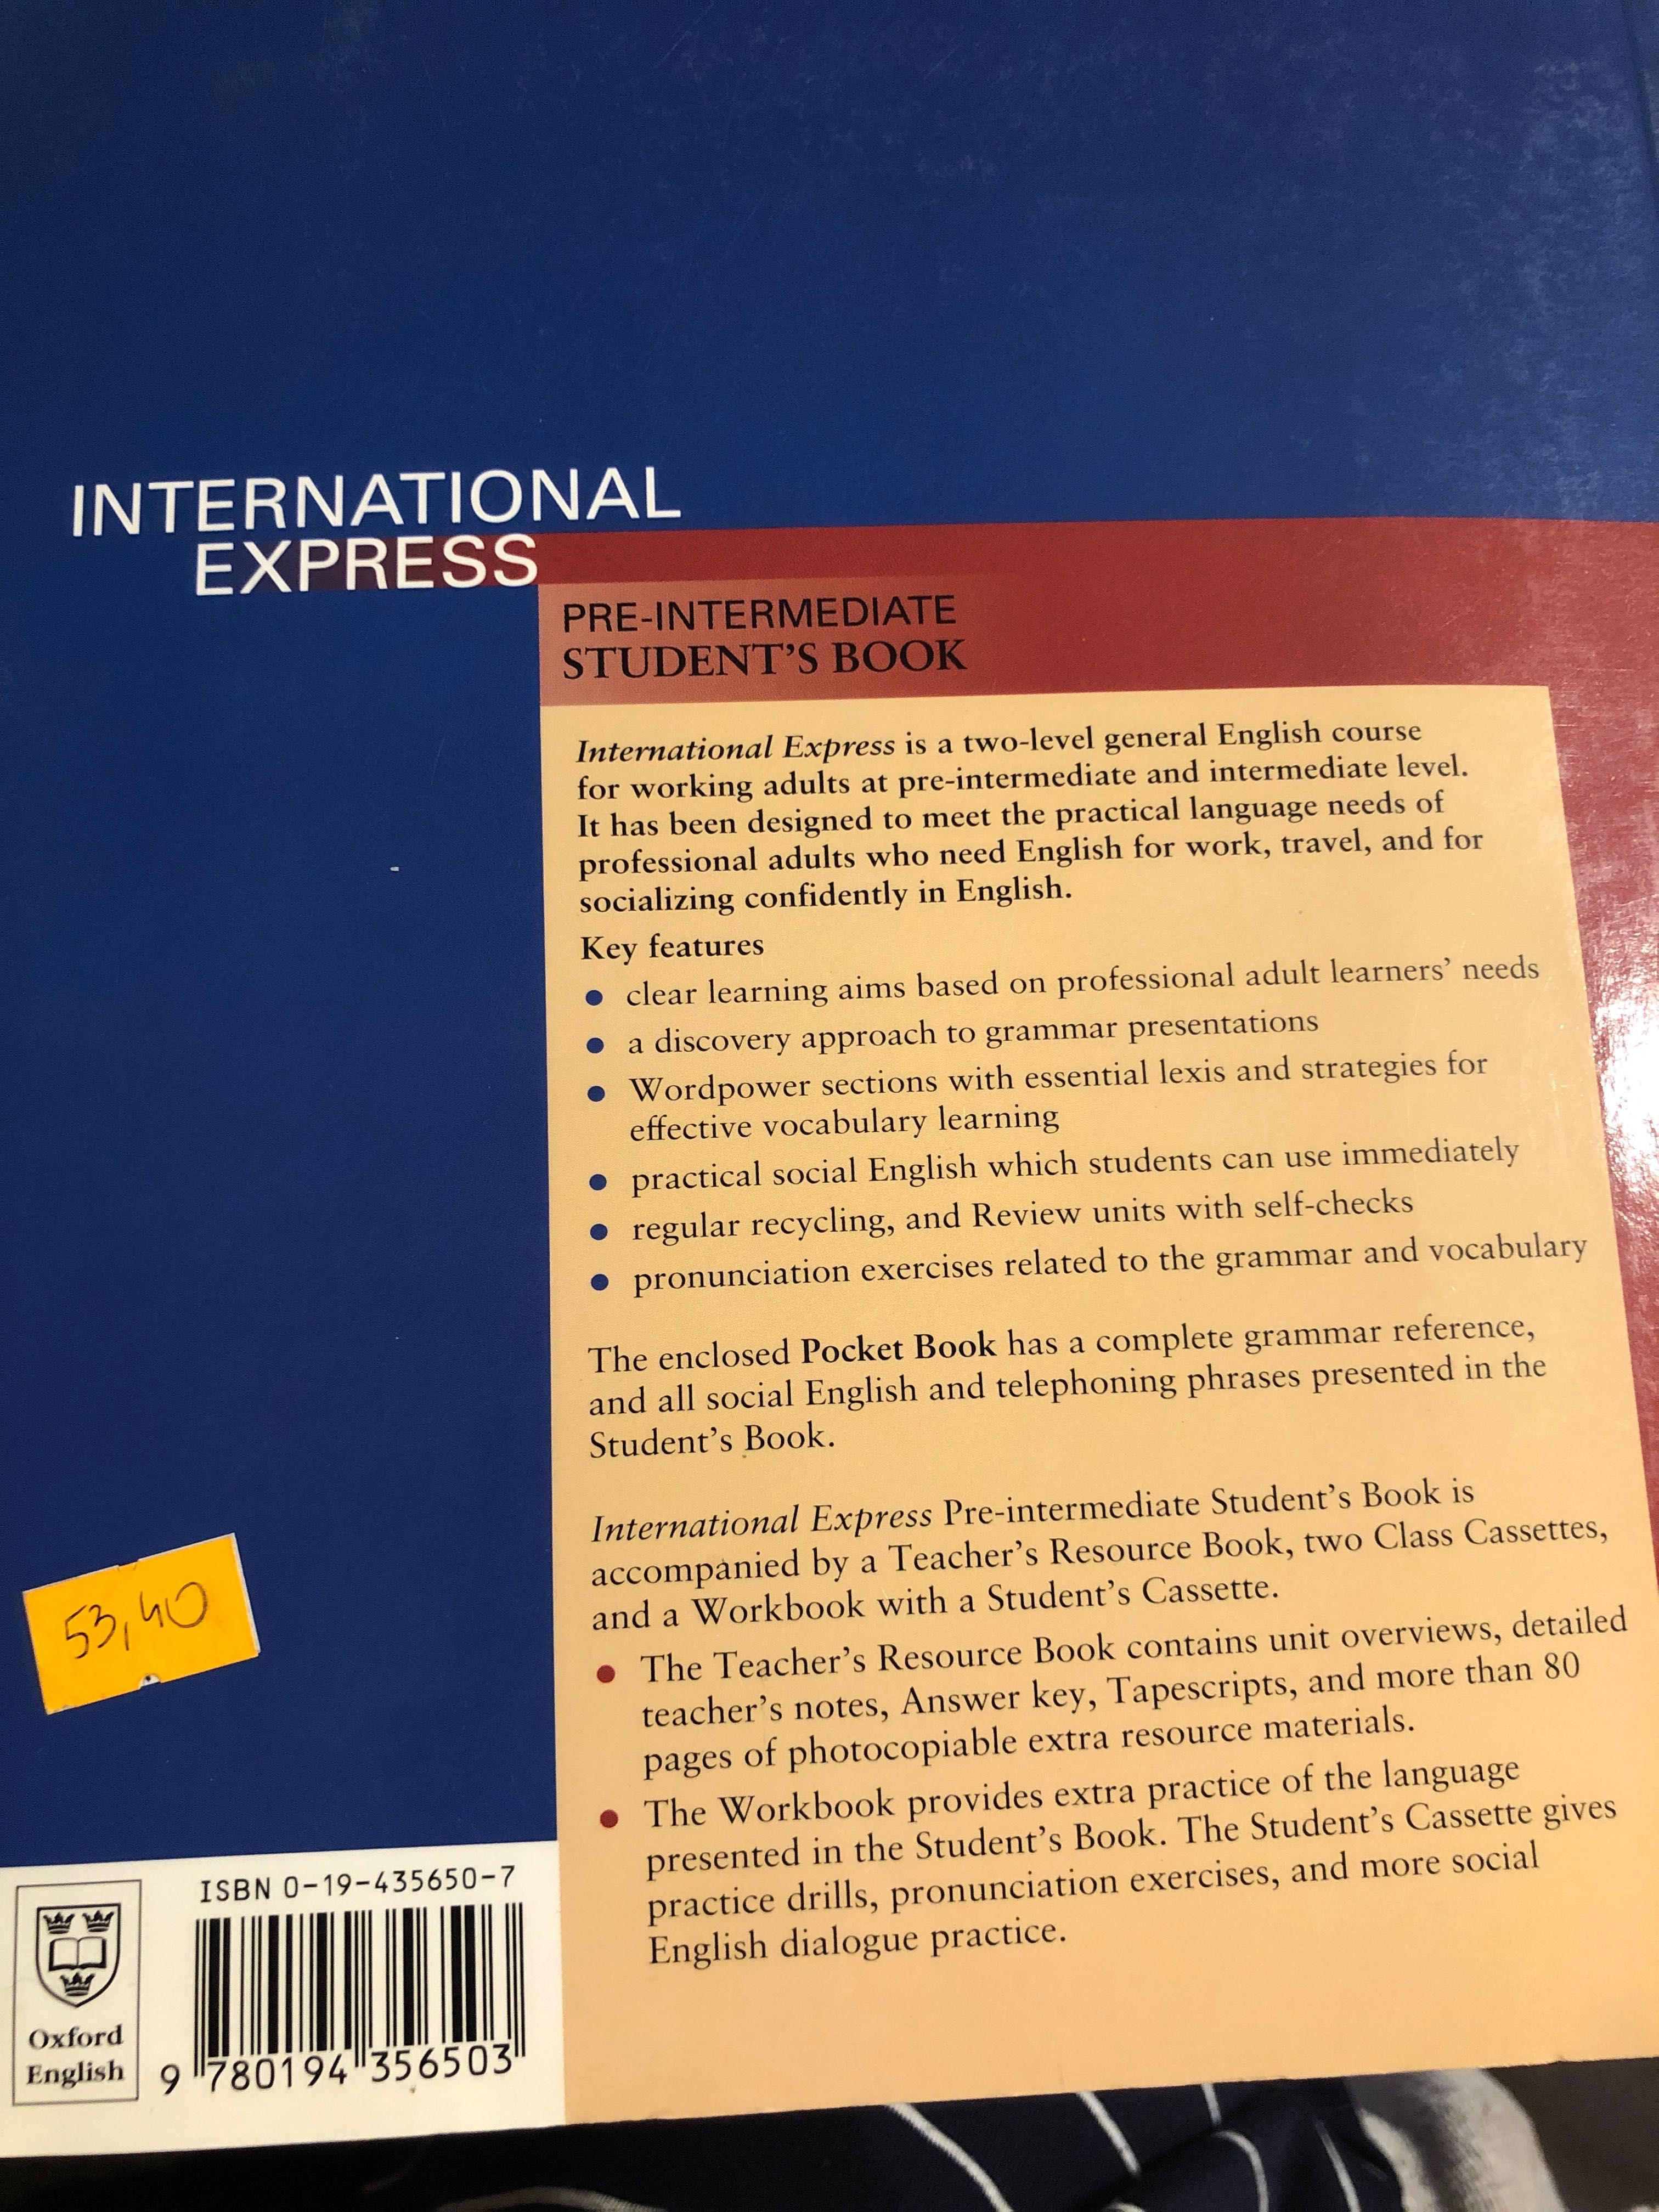 INTERNATIONAL
EXPRESS
PRE-INTERMEDIATE
STUDENT'S BOOK
International Express is a two-level general English course
for working adults at pre-intermediate and intermediate level.
It has been designed to meet the practical language needs of
professional adults who need English for work, travel, and for
socializing confidently in English.
Key features
• clear learning aims based on professional adult learners' needs
• a discovery approach to grammar presentations
• Wordpower sections with essential lexis and strategies for
effective vocabulary learning
• practical social English which students can use immediately
• regular recycling, and Review units with self-checks
• pronunciation exercises related to the grammar and vocabulary
The enclosed Pocket Book has a complete grammar reference,
and all social English and telephoning phrases presented in the
Student's Book.
International Express Pre-intermediate Student's Book is
accompanied by a Teacher's Resource Book, two Class Cassettes,
and a Workbook with a Student's Cassette.
• The Teacher's Resource Book contains unit overviews, detailed
teacher's notes, Answer key, Tapescripts, and more than 80
pages of photocopiable extra resource materials.
• The Workbook provides extra practice of the language
presented in the Student's Book. The Student's Cassette gives
practice drills, pronunciation exercises, and more social
English dialogue practice.
53,40
ISBN 0-19-435650-7
9 780194 356503
Oxford
English